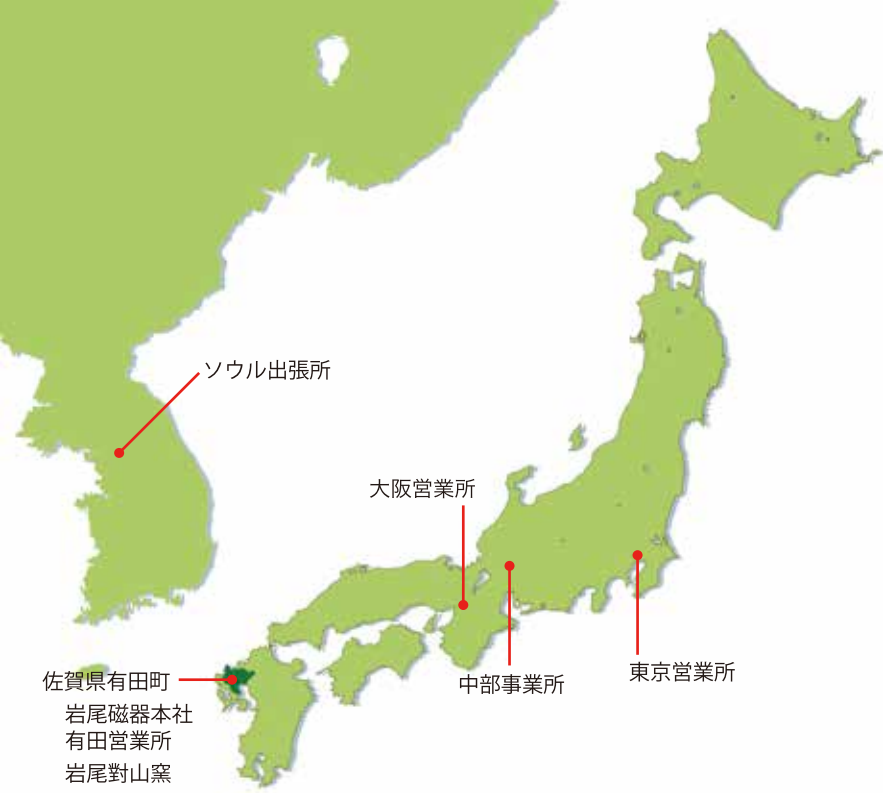 ソウル出張所
大阪営業所
東京営業所
中部事業所
佐賀県有田町
岩尾磁器本社
有田営業所
岩尾對山窯